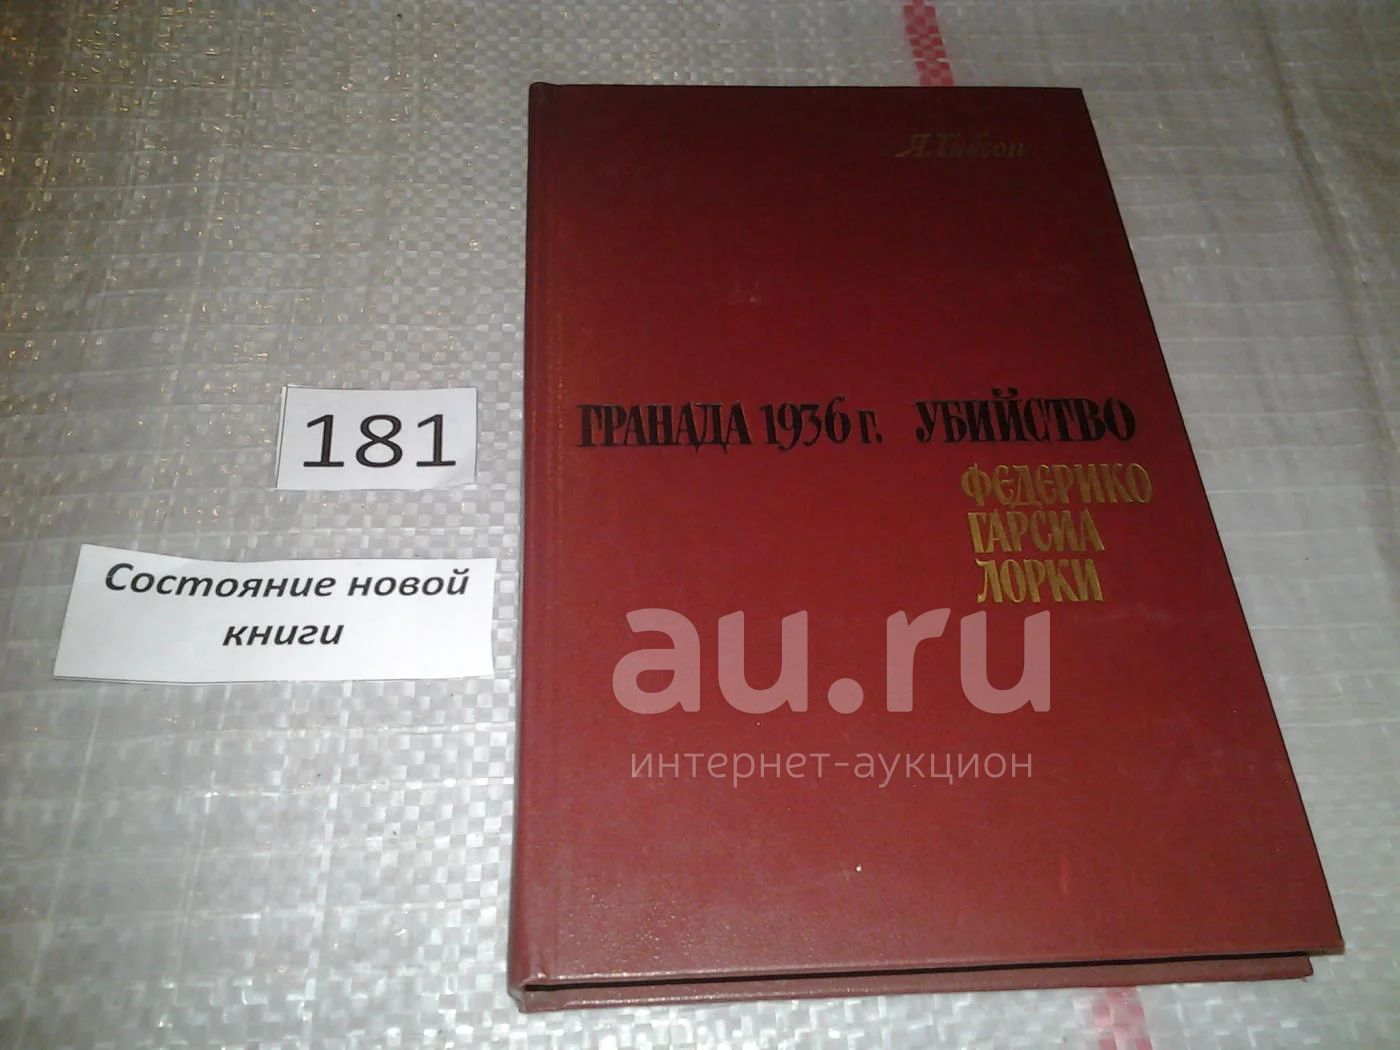 Я. Гибсон
ГРАНАДА 1936 г. УБИЙСТВО
ФЕДЕРИКО
ГАРСИА
ЛОРКИ
181
Состояние новой
книги
au.ru
интернет-аукцион